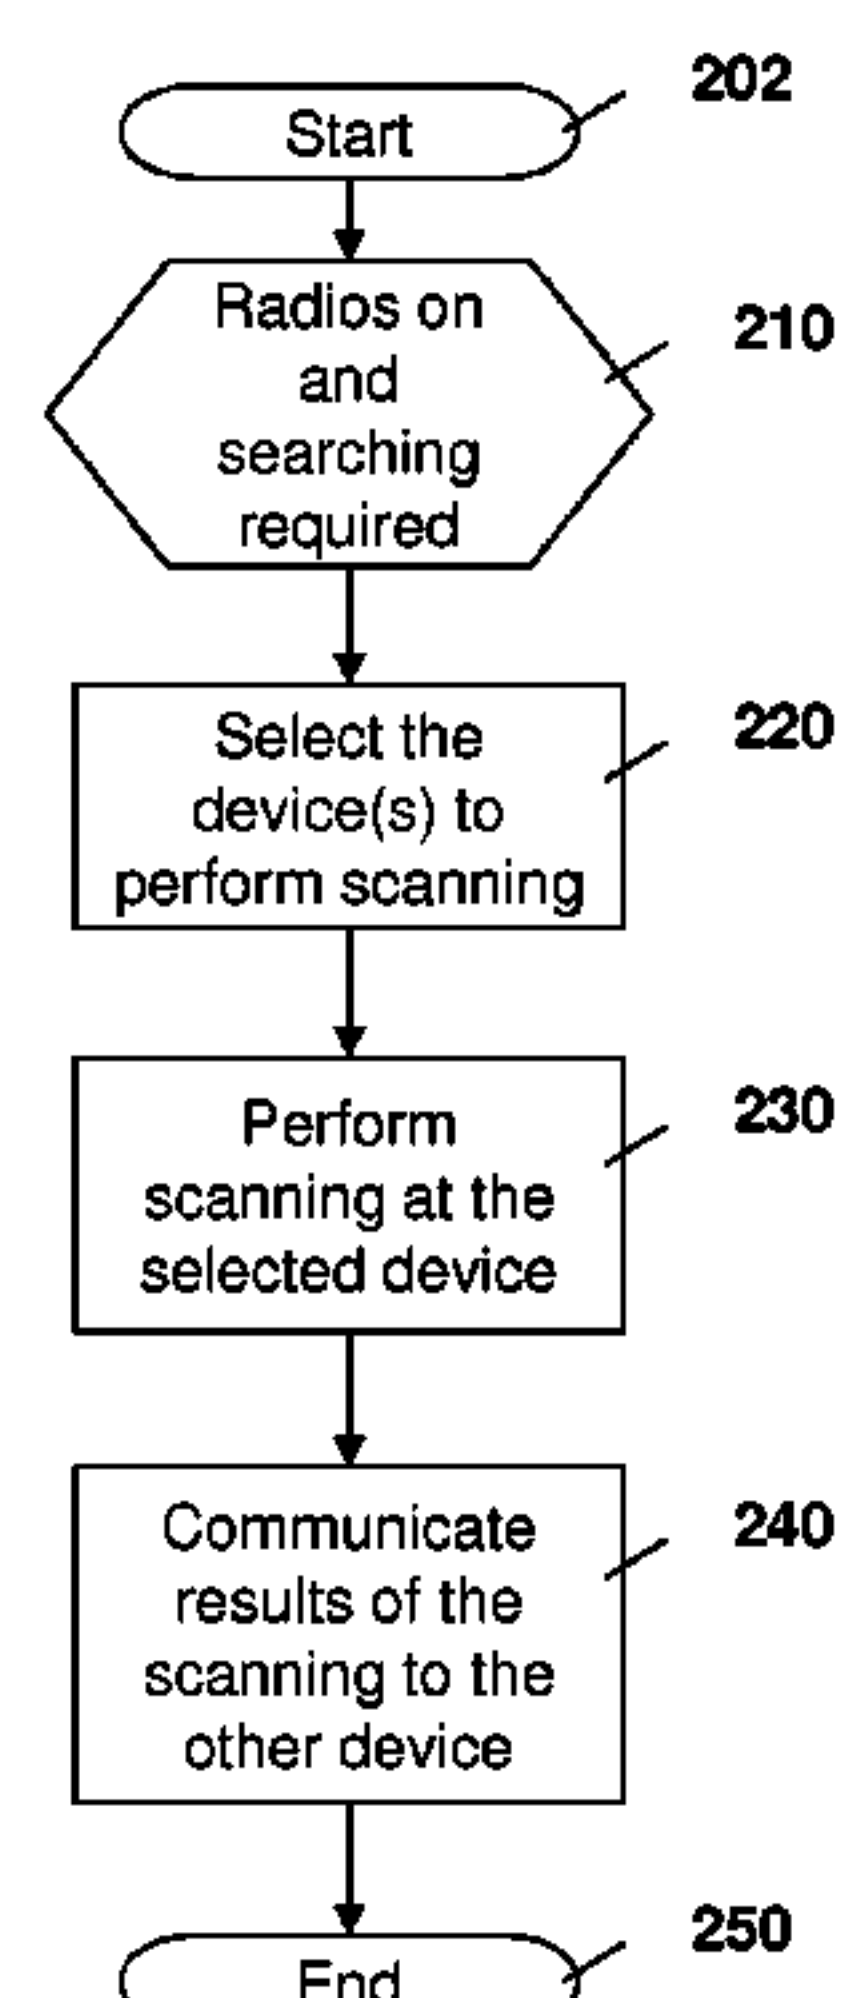 202
Start
Radios on
210
and
searching
required
Select the
220
device(s) to
perform scanning
Perform
230
scanning at the
selected device
Communicate
240
results of the
scanning to the
other device
250
End